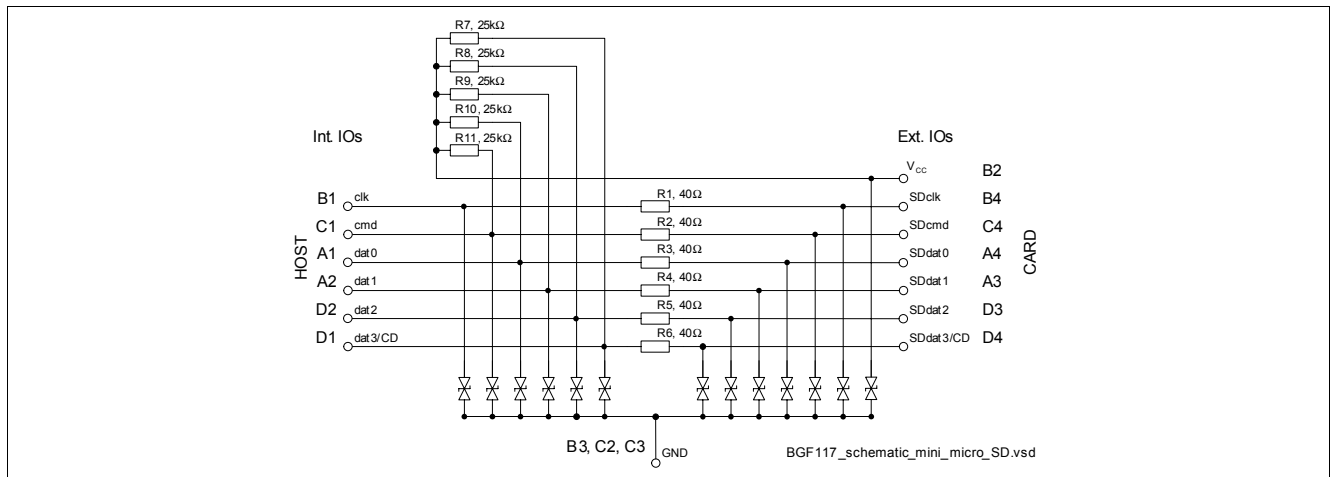 R7, 25kΩ
R8, 25kΩ
R9, 25kΩ
R10, 25kΩ
R11, 25kΩ
Int. IOs
Ext. IOs
VCC B2
B1 clk R1, 40Ω SDclk B4
C1 cmd R2, 40Ω SDcmd C4
A1 dat0 R3, 40Ω SDdat0 A4
A2 dat1 R4, 40Ω SDdat1 A3
D2 dat2 R5, 40Ω SDdat2 D3
D1 dat3/CD R6, 40Ω SDdat3/CD D4
HOST
CARD
B3, C2, C3 GND
BGF117_schematic_mini_micro_SD.vsd